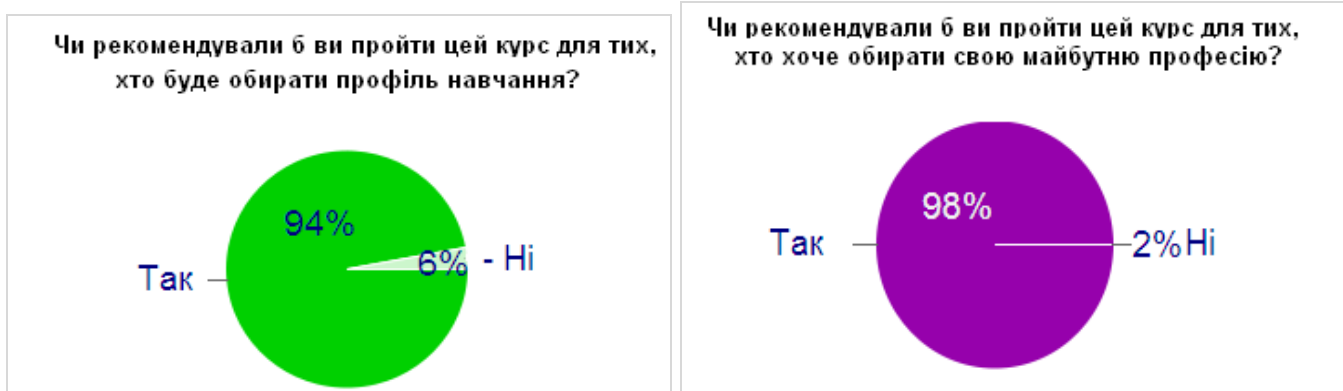 Чи рекомендували б ви пройти цей курс для тих,
хто буде обирати профіль навчання?
94%
6%
- Ні
Так
Чи рекомендували б ви пройти цей курс для тих,
хто хоче обирати свою майбутню професію?
98%
Так
2% Ні